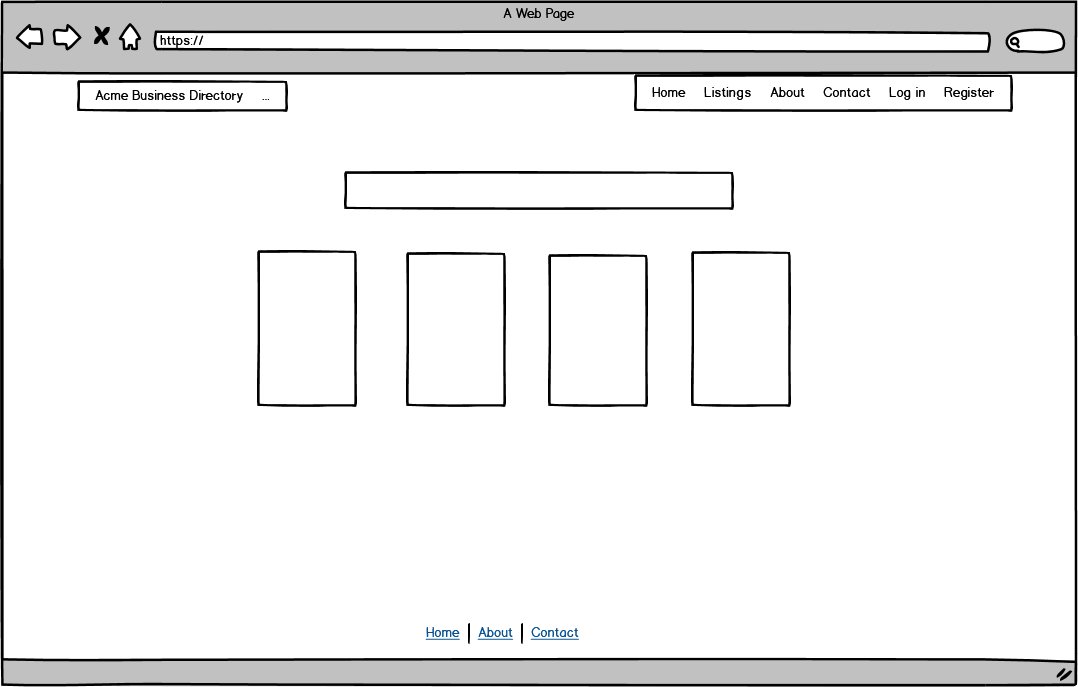 A Web Page
https://
Acme Business Directory ...
Home Listings About Contact Log in Register
Home | About | Contact